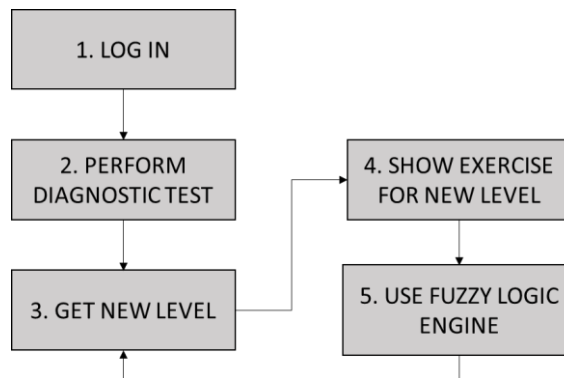 1. LOG IN
2. PERFORM
DIAGNOSTIC TEST
3. GET NEW LEVEL
4. SHOW EXERCISE
FOR NEW LEVEL
5. USE FUZZY LOGIC
ENGINE